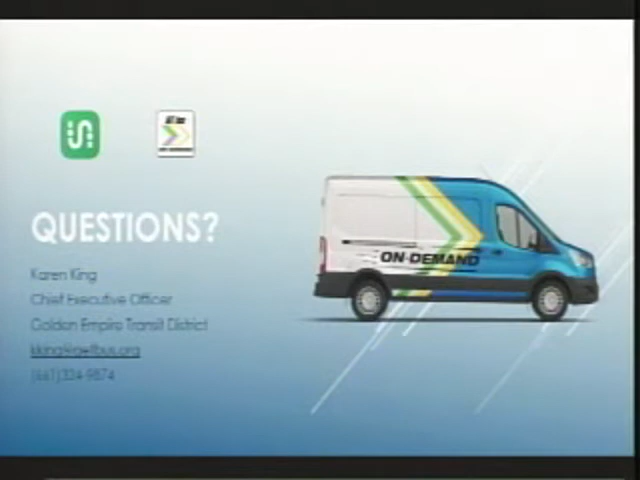 QUESTIONS?
Karen King
Chief Executive Officer
Golden Empire Transit District
kking@getbus.org
(661)324-9874
ON-DEMAND